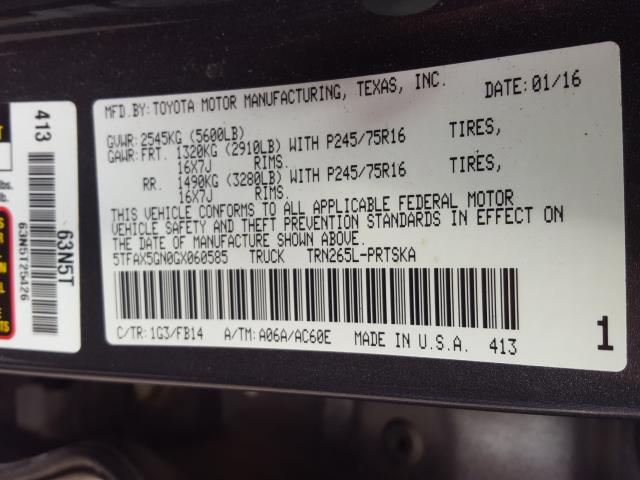 MFD.BY:TOYOTA MOTOR MANUFACTURING, TEXAS, INC. DATE:01/16
GVWR:2545KG (5600LB)
GAWR:FRT. 1320KG (2910LB) WITH P245/75R16 TIRES,
16X7J RIMS.
RR. 1490KG (3280LB) WITH P245/75R16 TIRES,
16X7J RIMS.
THIS VEHICLE CONFORMS TO ALL APPLICABLE FEDERAL MOTOR
VEHICLE SAFETY AND THEFT PREVENTION STANDARDS IN EFFECT ON
THE DATE OF MANUFACTURE SHOWN ABOVE.
5TFAX5GN0GX060585 TRUCK TRN265L-PRTSKA
C/TR:1G3/FB14 A/TM:A06A/AC60E MADE IN U.S.A. 413
1
413
63N5T
63N5T25426
lbs.
lb.